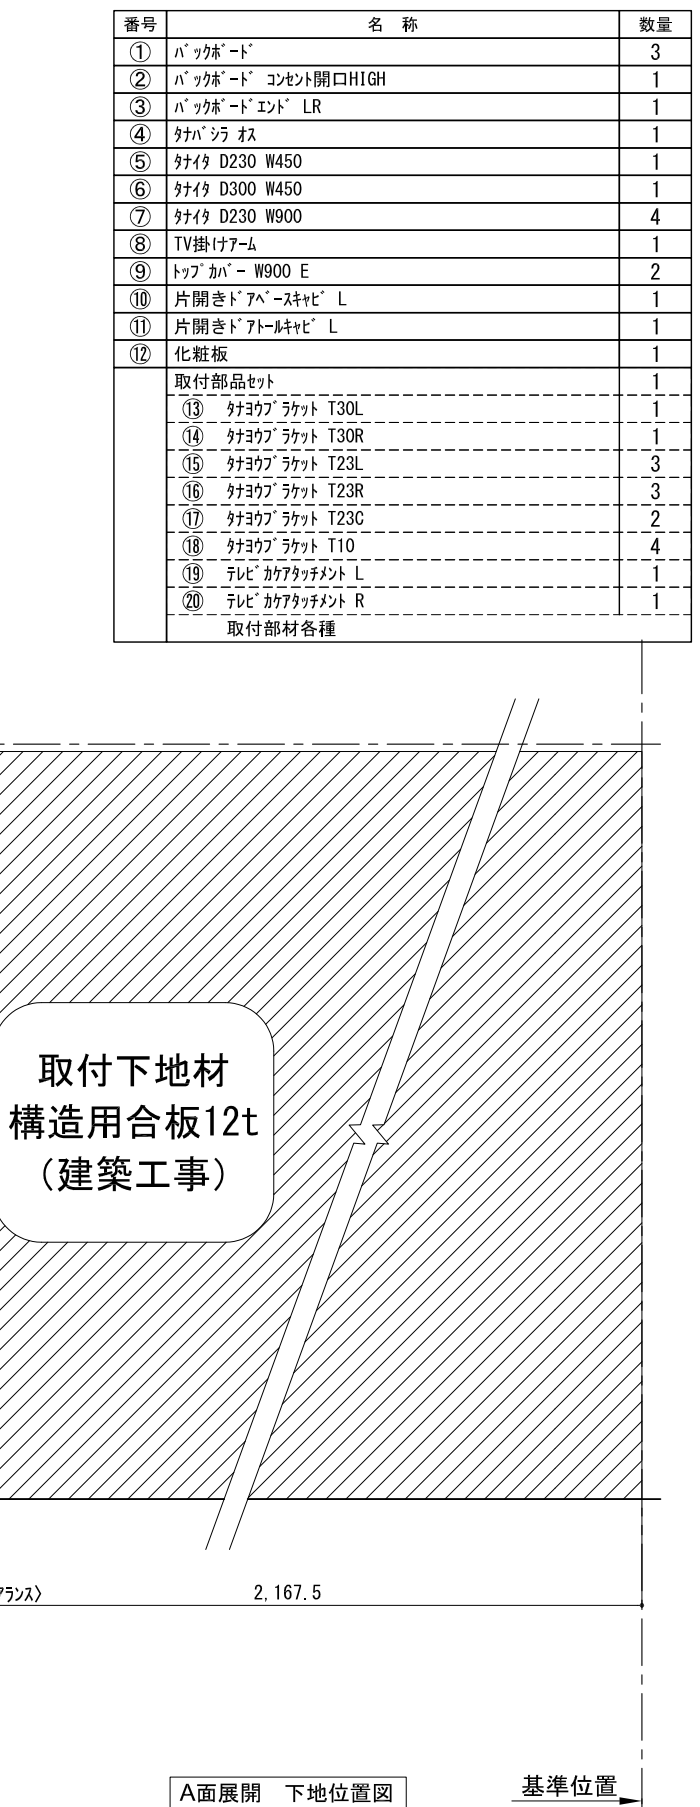 番号 名 称 数量
① ﾊﾞｯｸﾎﾞｰﾄﾞ 3
② ﾊﾞｯｸﾎﾞｰﾄﾞ ｺﾝｾﾝﾄ開口HIGH 1
③ ﾊﾞｯｸﾎﾞｰﾄﾞｴﾝﾄﾞ LR 1
④ ﾀﾅﾊﾞｼﾗ ｵｽ 1
⑤ ﾀﾅｲﾀ D230 W450 1
⑥ ﾀﾅｲﾀ D300 W450 1
⑦ ﾀﾅｲﾀ D230 W900 4
⑧ TV掛けｱｰﾑ 1
⑨ ﾄｯﾌﾟｶﾊﾞｰ W900 E 2
⑩ 片開きﾄﾞｱﾍﾞｰｽｷｬﾋﾞ L 1
⑪ 片開きﾄﾞｱﾄｰﾙｷｬﾋﾞ L 1
⑫ 化粧板 1
取付部品ｾｯﾄ 1
⑬ ﾀﾅﾖｳﾌﾞﾗｹｯﾄ T30L 1
⑭ ﾀﾅﾖｳﾌﾞﾗｹｯﾄ T30R 1
⑮ ﾀﾅﾖｳﾌﾞﾗｹｯﾄ T23L 3
⑯ ﾀﾅﾖｳﾌﾞﾗｹｯﾄ T23R 3
⑰ ﾀﾅﾖｳﾌﾞﾗｹｯﾄ T23C 2
⑱ ﾀﾅﾖｳﾌﾞﾗｹｯﾄ T10 4
⑲ ﾃﾚﾋﾞｶｹｱﾀｯﾁﾒﾝﾄ L 1
⑳ ﾃﾚﾋﾞｶｹｱﾀｯﾁﾒﾝﾄ R 1
取付部材各種
取付下地材
構造用合板12t
(建築工事)
ｱﾗﾝｽ〉 2,167.5
A面展開 下地位置図
基準位置